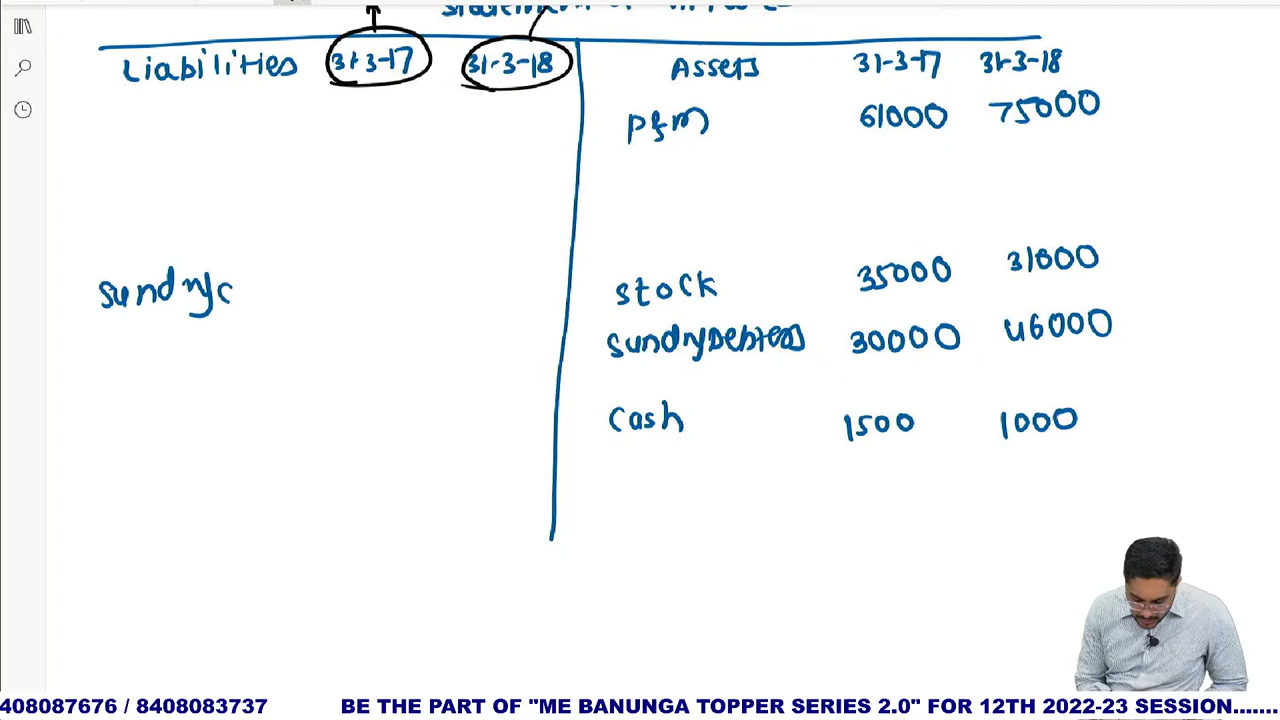 Liabilities 31-3-17 31-3-18 Assets 31-3-17 31-3-18
P&M 61000 75000
Sundry C Stock 35000 31000
Sundry Debtors 30000 46000
Cash 1500 1000
408087676 / 8408083737 BE THE PART OF "ME BANUNGA TOPPER SERIES 2.0" FOR 12TH 2022-23 SESSION.......